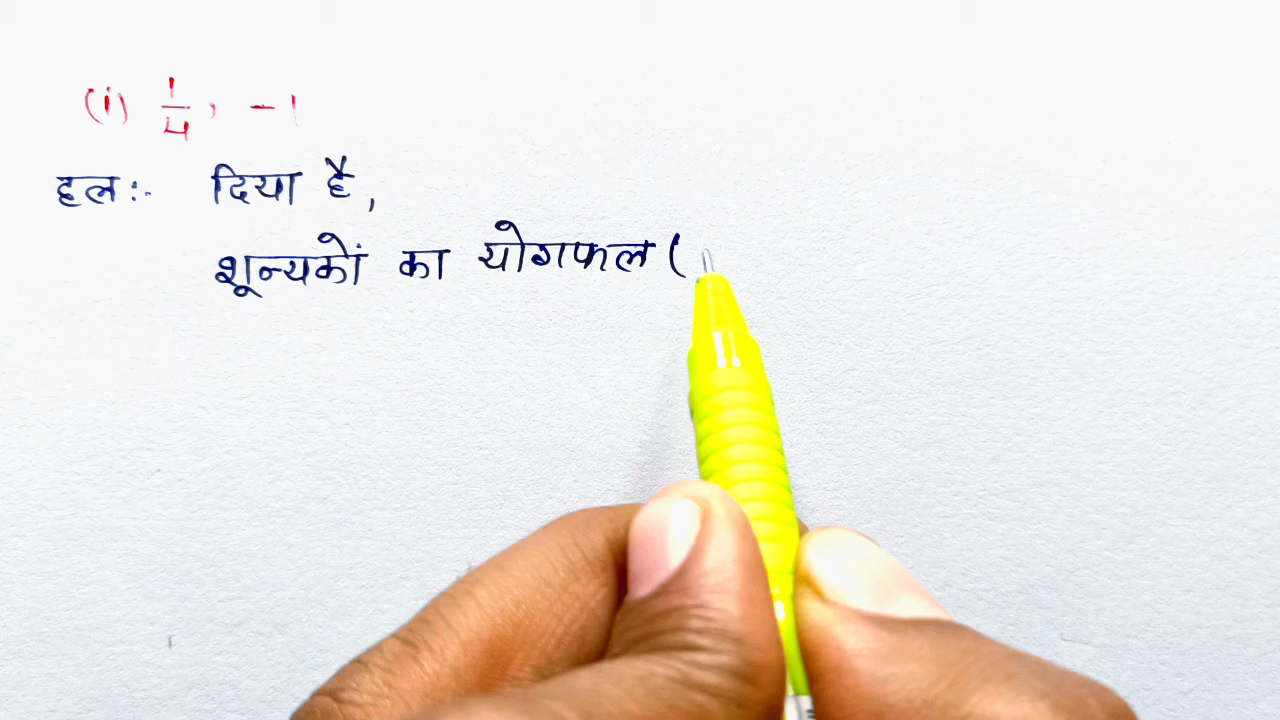 (i) 1/4, -1
हल:- दिया है,
शून्यकों का योगफल (